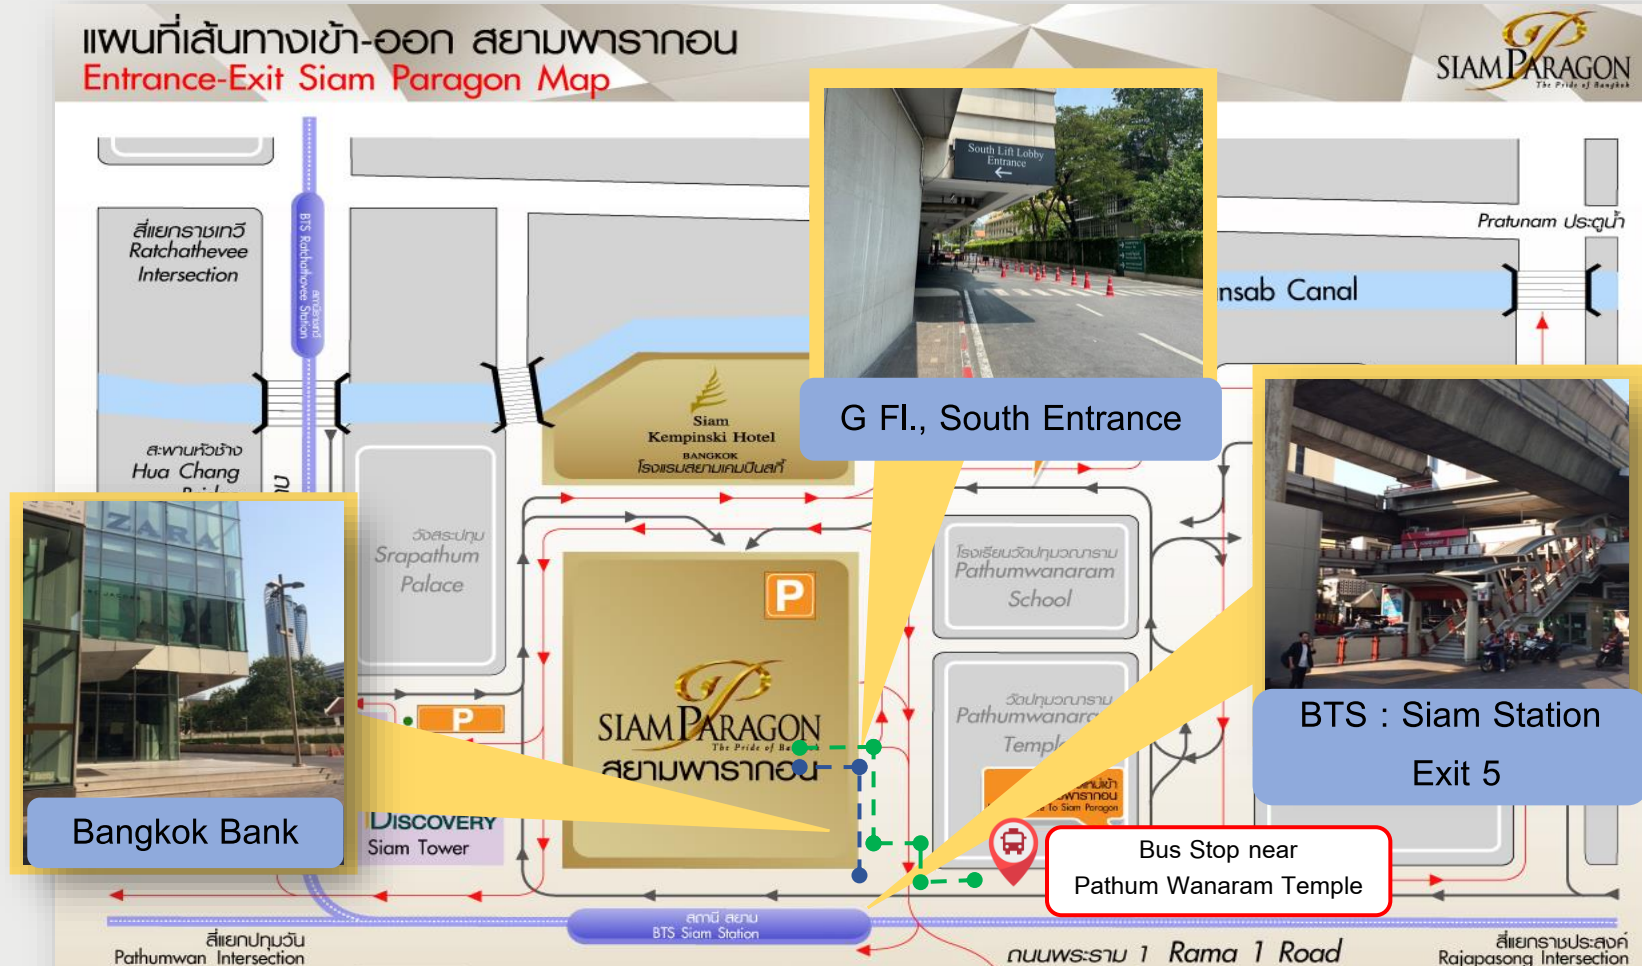 แผนที่เส้นทางเข้า-ออก สยามพารากอน
Entrance-Exit Siam Paragon Map
SIAM PARAGON
The Pride of Bangkok
South Lift Lobby
Entrance
สี่แยกราชเทวี
Ratchathevee
Intersection
BTS Ratchathevee Station
สถานีราชเทวี
Pratunam ประตูน้ำ
nsab Canal
Siam
Kempinski Hotel
BANGKOK
โรงแรมสยามเคมปินสกี้
G Fl., South Entrance
สะพานหัวช้าง
Hua Chang
ZARA
วังสระปทุม
Srapathum
Palace
P
โรงเรียนวัดปทุมวนาราม
Pathumwanaram
School
SIAM PARAGON
The Pride of
สยามพารากอน
วัดปทุมวนาราม
Pathumwanara
Temple
P
To Siam Paragon
BTS : Siam Station
Exit 5
Bangkok Bank
DISCOVERY
Siam Tower
Bus Stop near
Pathum Wanaram Temple
สถานี สยาม
BTS Siam Station
สี่แยกปทุมวัน
Pathumwan Intersection
ถนนพระราม 1 Rama 1 Road
สี่แยกราชประสงค์
Rajapasong Intersection